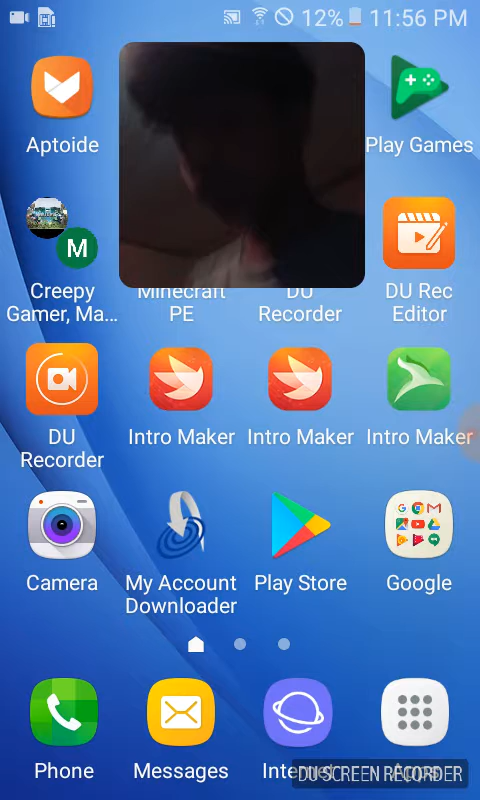 12% 11:56 PM
Aptoide
Play Games
Creepy
Gamer, Ma...
M
Minecraft
PE
DU
Recorder
DU Rec
Editor
DU
Recorder
Intro Maker
Intro Maker
Intro Maker
Camera
My Account
Downloader
Play Store
Google
Phone
Messages
Internet
Apps
DU SCREEN RECORDER